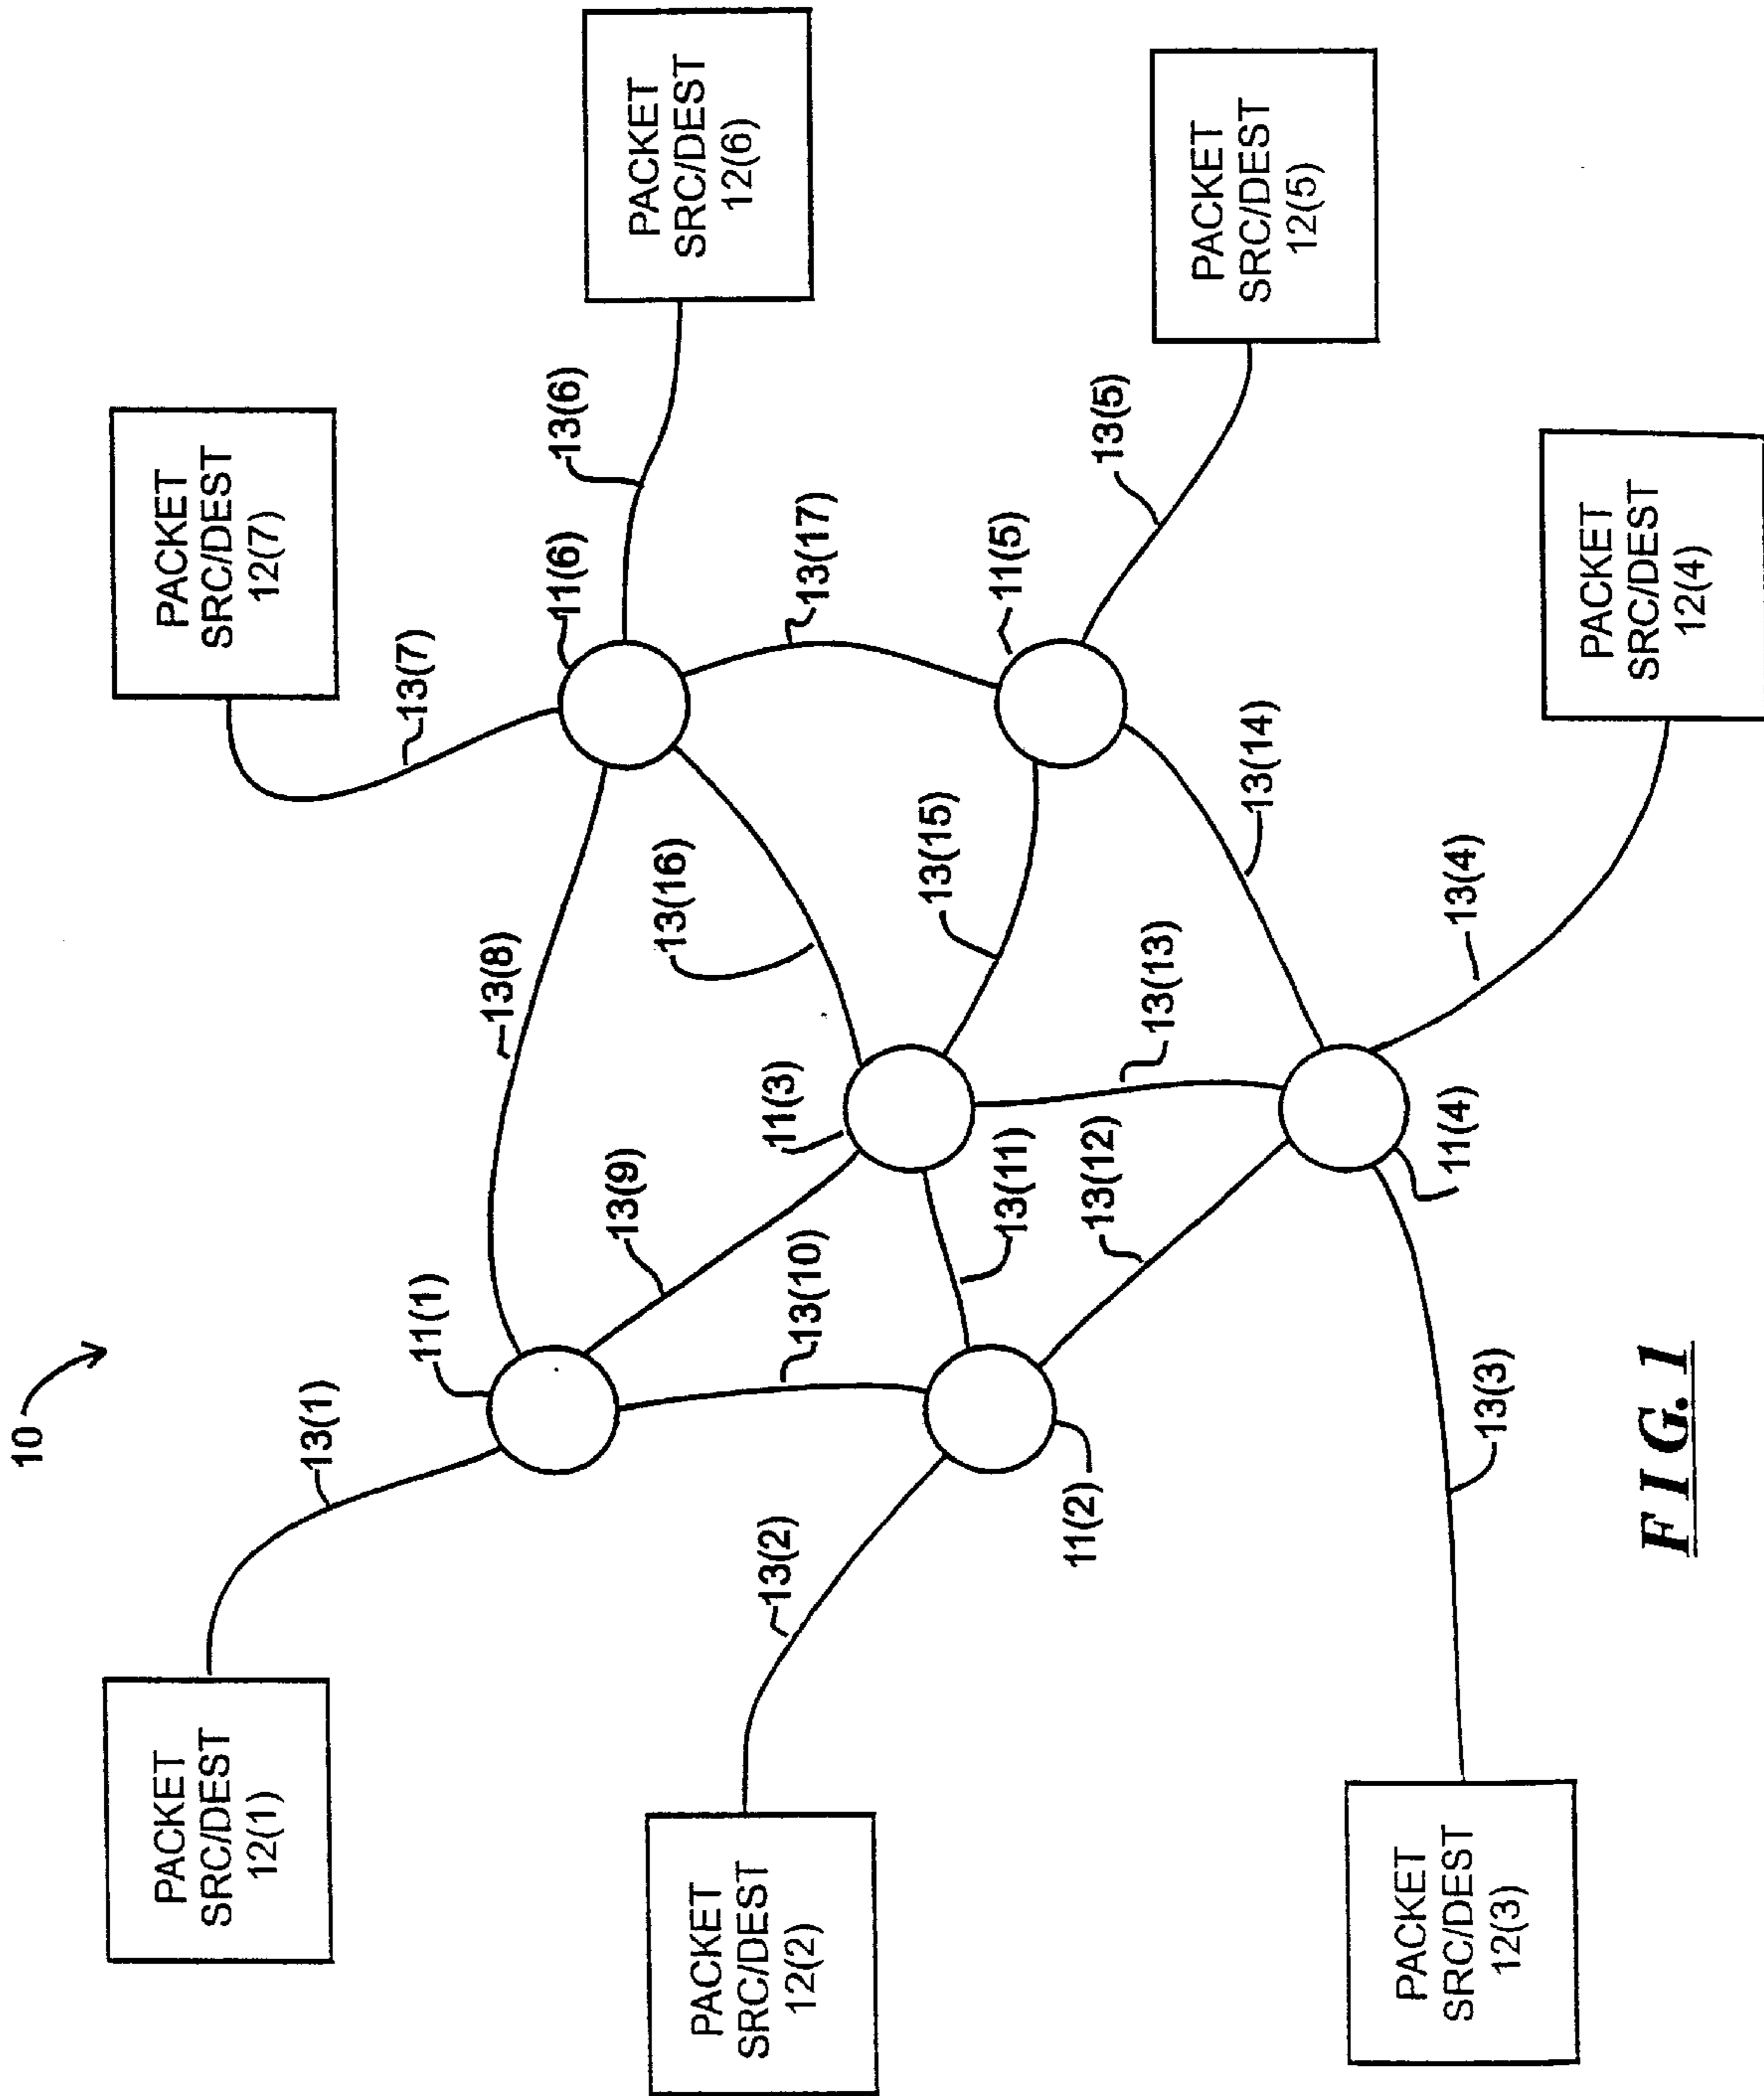 10
PACKET
SRC/DEST
12(1)
13(1)
11(1)
13(8)
13(7)
PACKET
SRC/DEST
12(7)
11(6)
13(6)
PACKET
SRC/DEST
12(6)
13(9)
13(16)
13(10)
11(3)
13(17)
PACKET
SRC/DEST
12(2)
13(2)
11(2)
13(11)
13(15)
11(5)
13(12)
13(13)
13(5)
PACKET
SRC/DEST
12(5)
13(14)
PACKET
SRC/DEST
12(3)
13(3)
11(4)
13(4)
PACKET
SRC/DEST
12(4)
FIG. 1